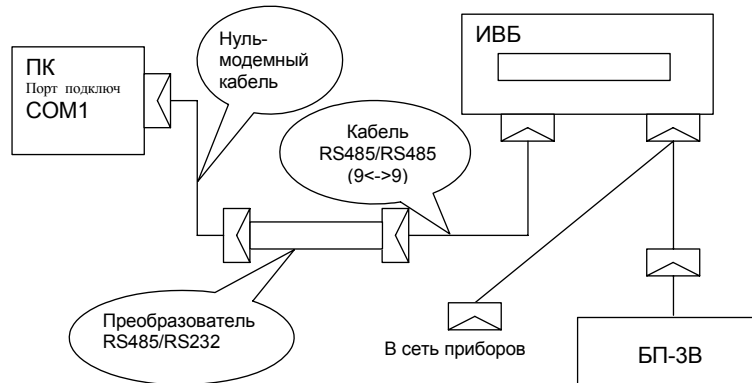 ПК
Порт подключ
COM1
Нуль-
модемный
кабель
ИВБ
Кабель
RS485/RS485
(9<->9)
Преобразователь
RS485/RS232
В сеть приборов
БП-3В